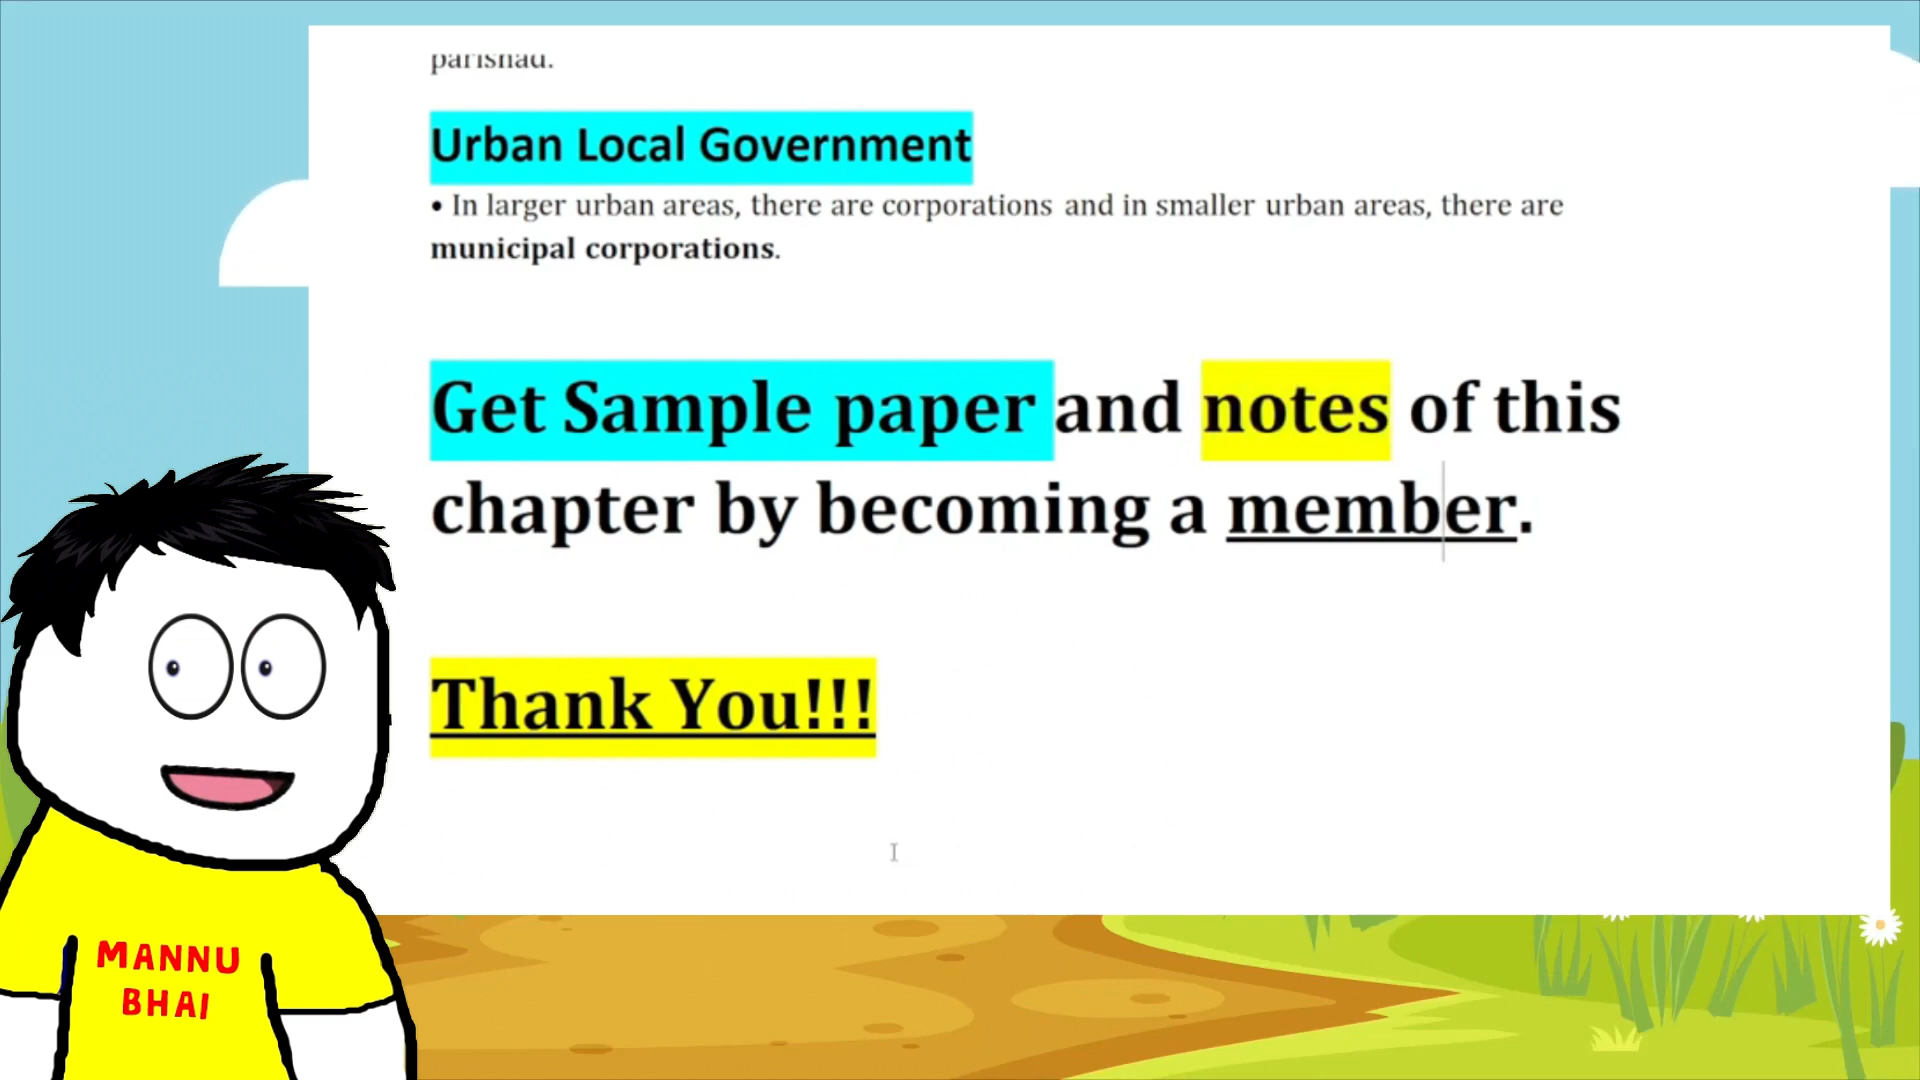 parishad.
Urban Local Government
• In larger urban areas, there are corporations and in smaller urban areas, there are
municipal corporations.
Get Sample paper and notes of this
chapter by becoming a member.
Thank You!!!
MANNU
BHAI